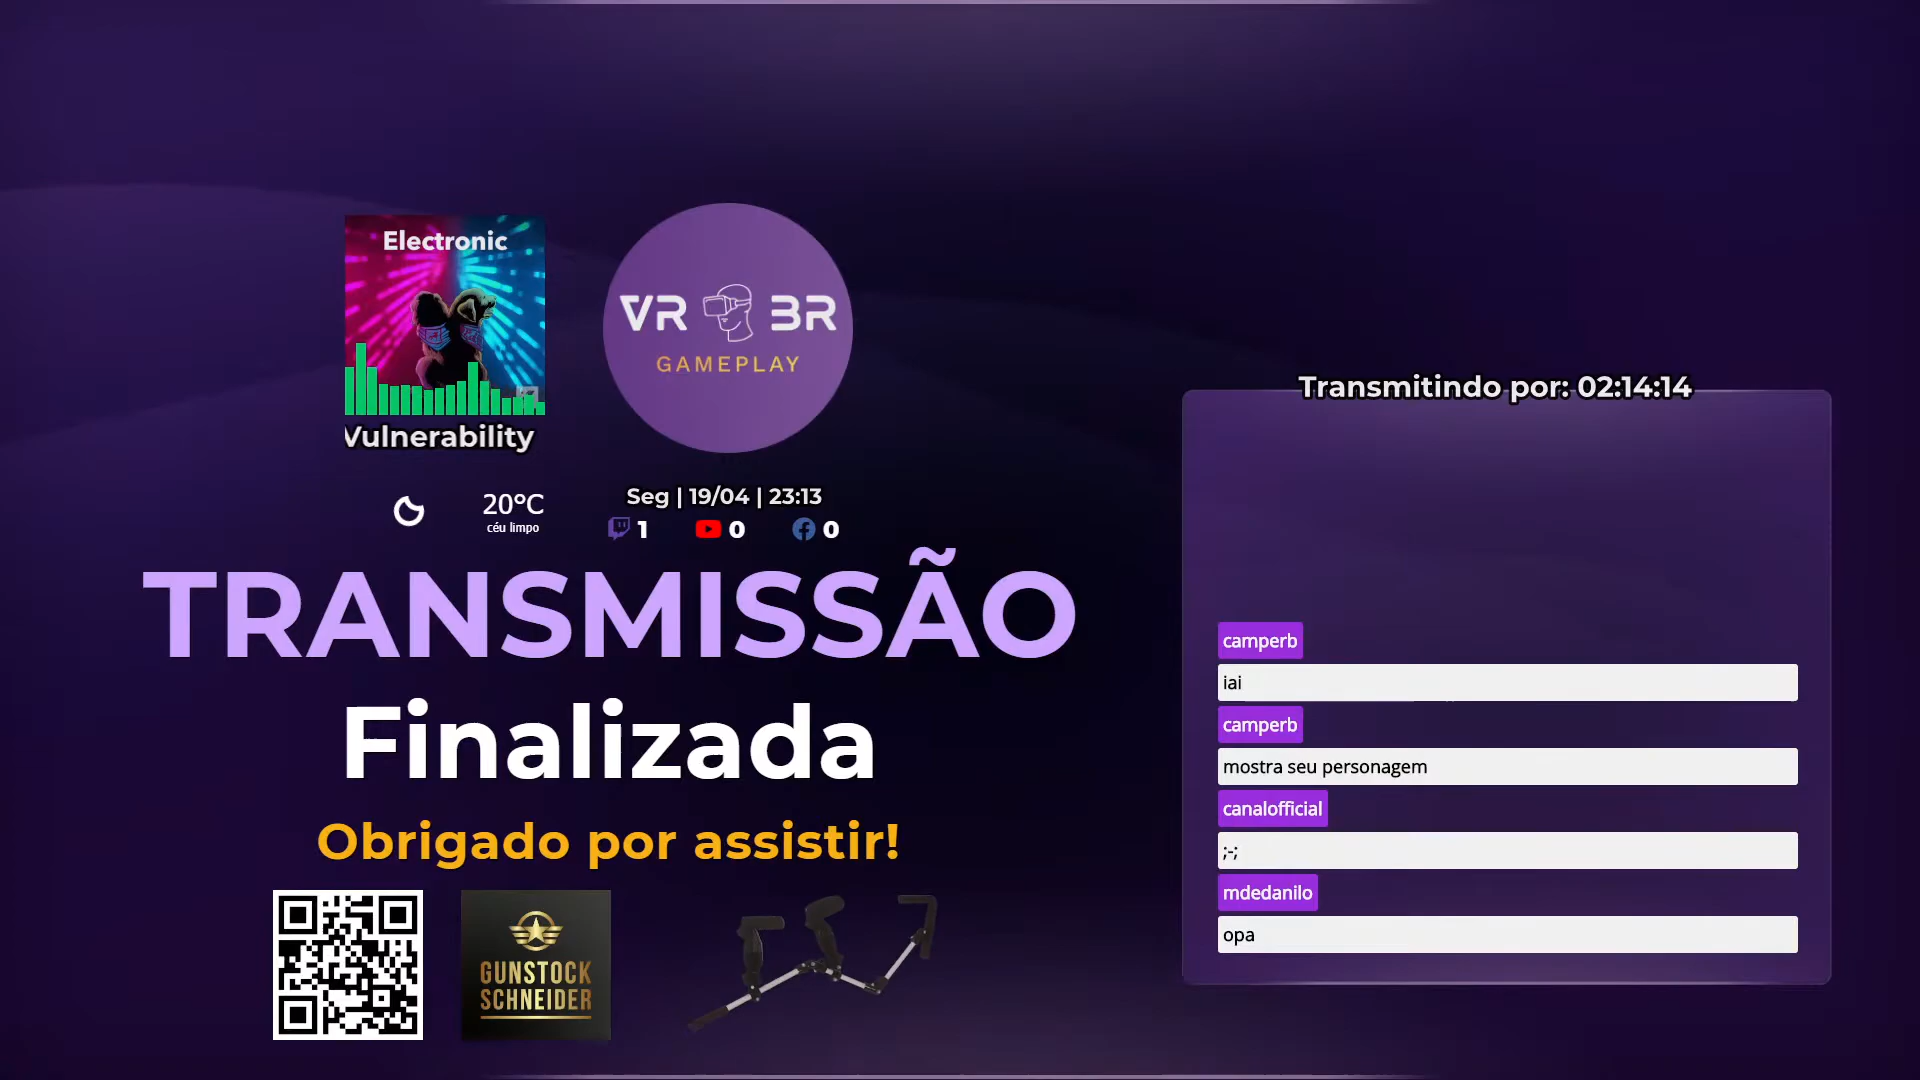 Electronic
Vulnerability
VR BR
GAMEPLAY
20°C
céu limpo
Seg | 19/04 | 23:13
1
0
0
TRANSMISSÃO
Finalizada
Obrigado por assistir!
GUNSTOCK
SCHNEIDER
Transmitindo por: 02:14:14
camperb
iai
camperb
mostra seu personagem
canalofficial
;-;
mdedanilo
opa